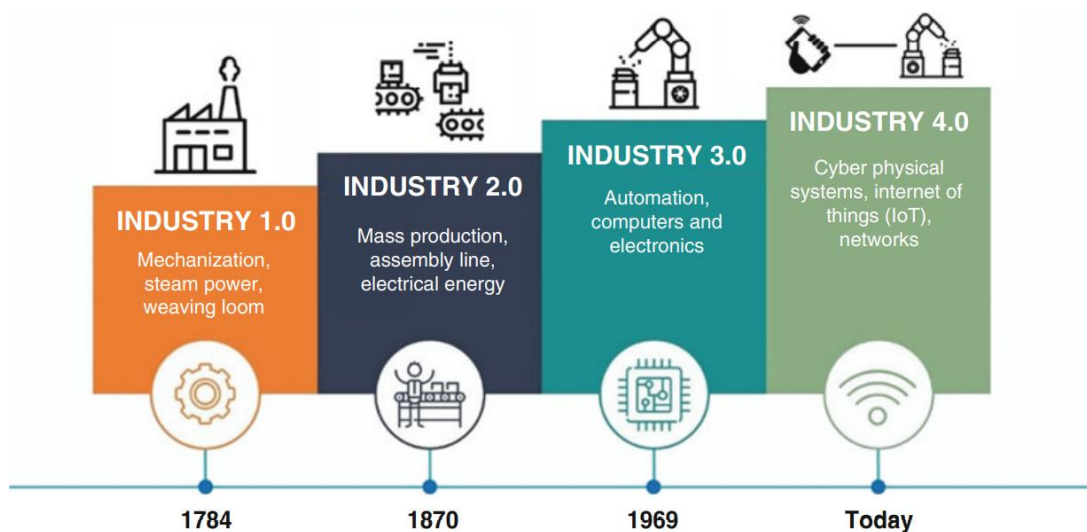 INDUSTRY 1.0
Mechanization,
steam power,
weaving loom
INDUSTRY 2.0
Mass production,
assembly line,
electrical energy
INDUSTRY 3.0
Automation,
computers and
electronics
INDUSTRY 4.0
Cyber physical
systems, internet of
things (IoT),
networks
1784
1870
1969
Today